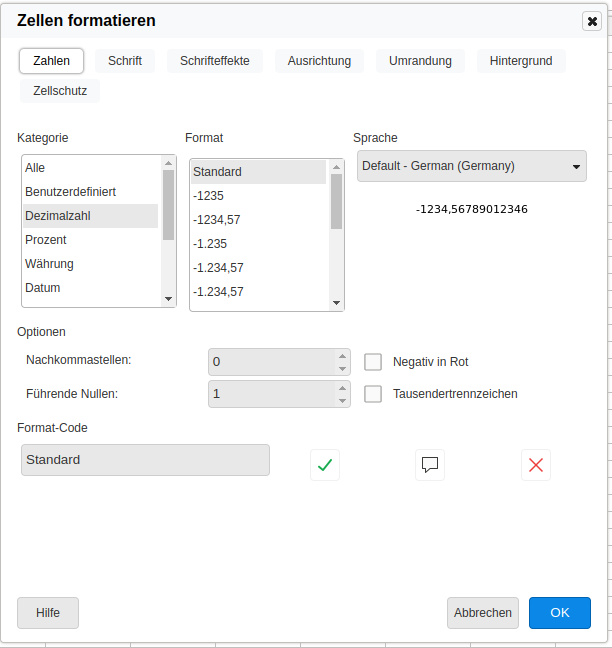 Zellen formatieren
Zahlen Schrift Schrifteffekte Ausrichtung Umrandung Hintergrund
Zellschutz
Kategorie Format Sprache
Alle
Benutzerdefiniert
Dezimalzahl
Prozent
Währung
Datum
Standard
-1235
-1234,57
-1.235
-1.234,57
-1.234,57
Default - German (Germany)
-1234,56789012346
Optionen
Nachkommastellen: 0 Negativ in Rot
Führende Nullen: 1 Tausendertrennzeichen
Format-Code
Standard
Hilfe Abbrechen OK